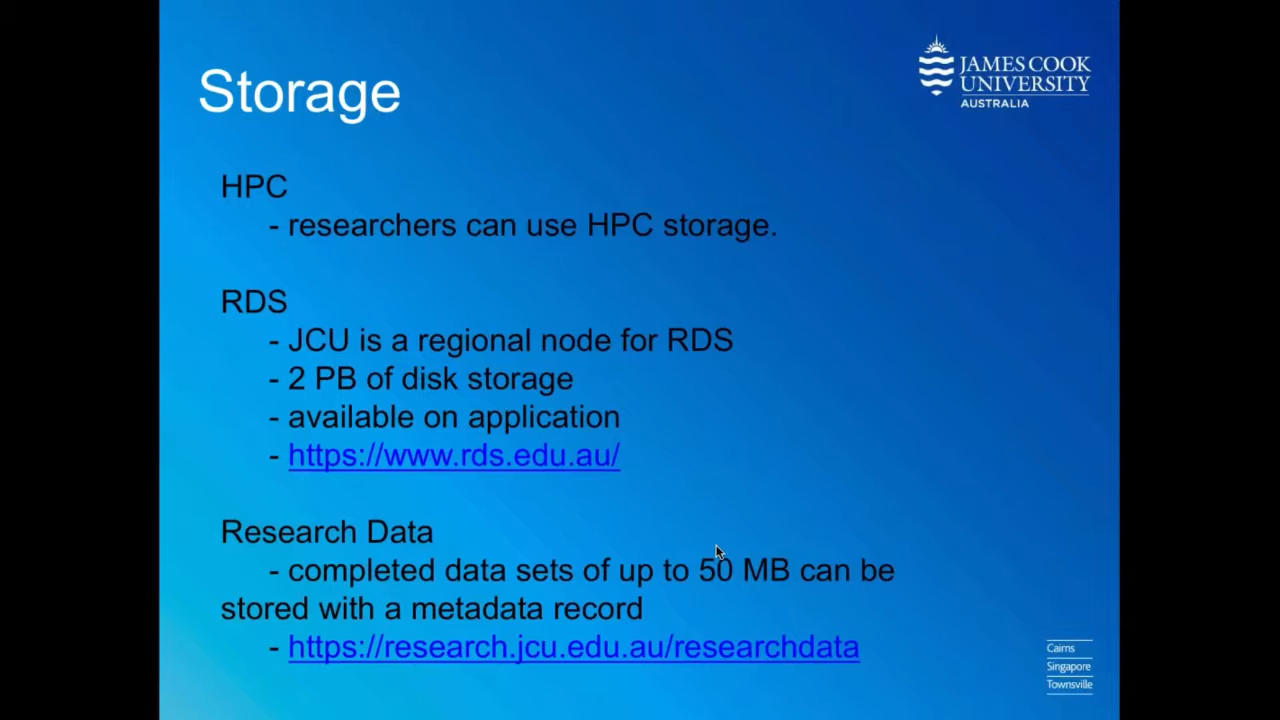 Storage
JAMES COOK
UNIVERSITY
AUSTRALIA
HPC
- researchers can use HPC storage.
RDS
- JCU is a regional node for RDS
- 2 PB of disk storage
- available on application
- https://www.rds.edu.au/
Research Data
- completed data sets of up to 50 MB can be
stored with a metadata record
- https://research.jcu.edu.au/researchdata
Cairns
Singapore
Townsville